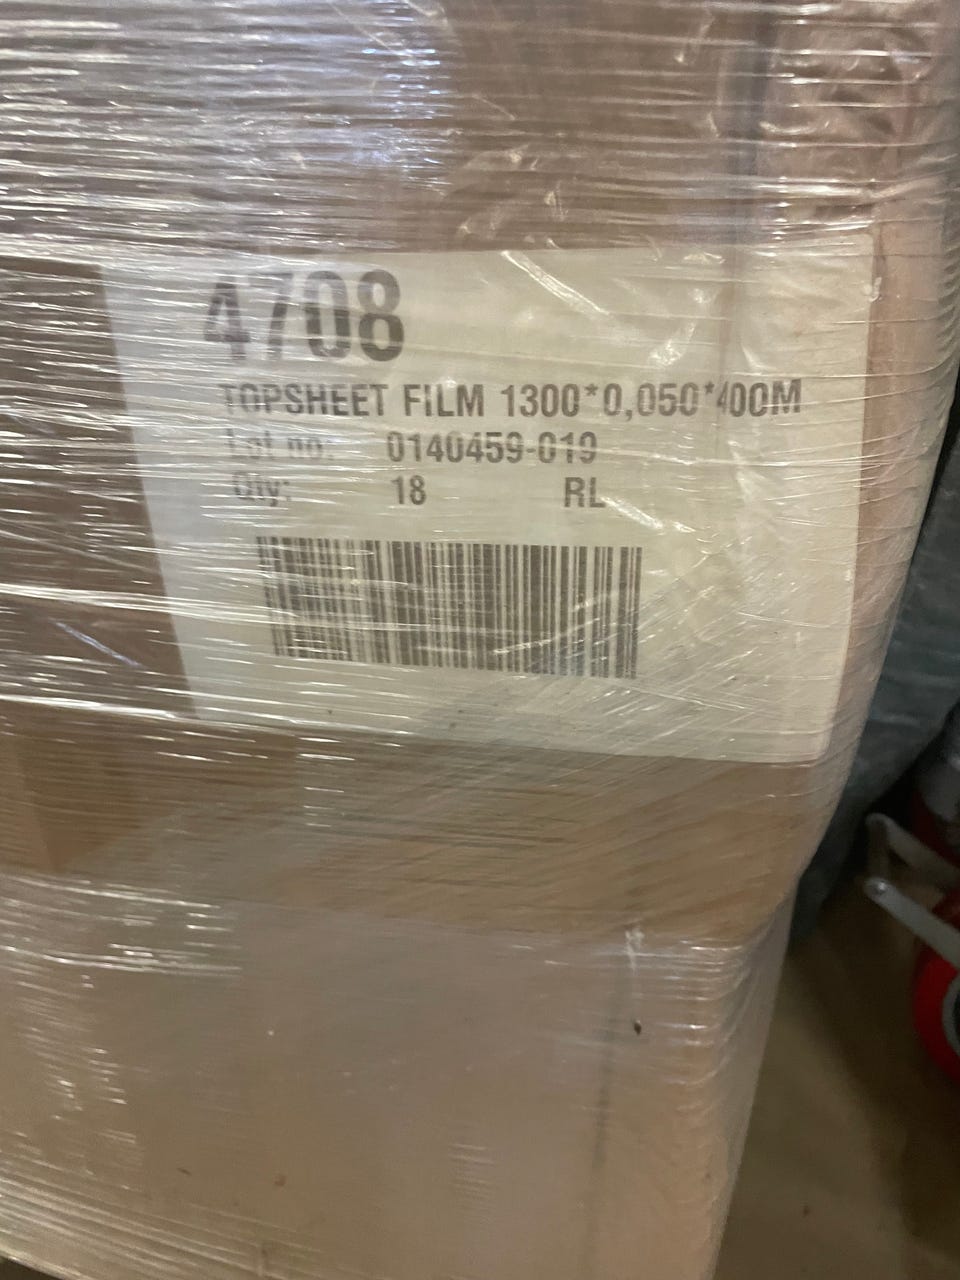 4708
TOPSHEET FILM 1300*0,050*400M
Lot no: 0140459-019
Qty: 18 RL